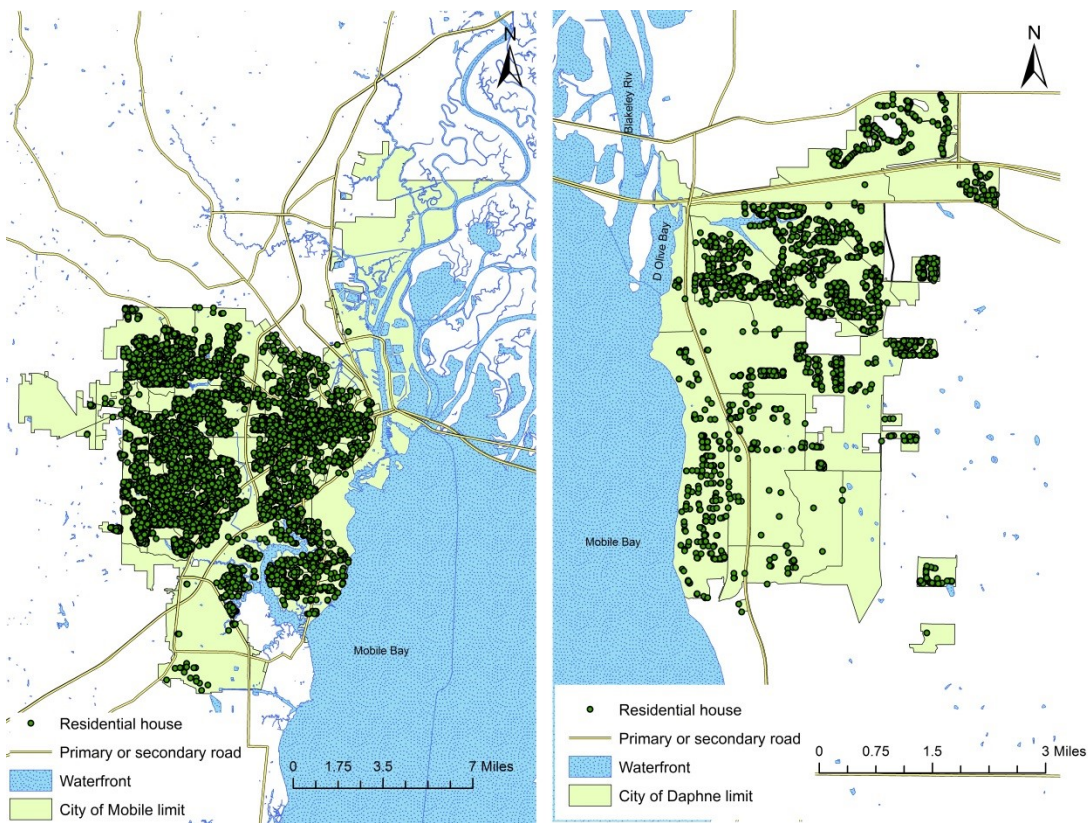 N
Mobile Bay
Residential house
Primary or secondary road
Waterfront
City of Mobile limit
0 1.75 3.5 7 Miles
N
Blakeley Riv
D Olive Bay
Mobile Bay
Residential house
Primary or secondary road
Waterfront
City of Daphne limit
0 0.75 1.5 3 Miles